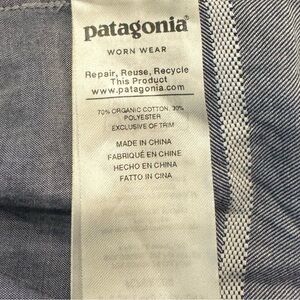 patagonia®
WORN WEAR
Repair, Reuse, Recycle
This Product
www.patagonia.com
70% ORGANIC COTTON, 30%
POLYESTER
EXCLUSIVE OF TRIM
MADE IN CHINA
FABRIQUÉ EN CHINE
HECHO EN CHINA
FATTO IN CINA